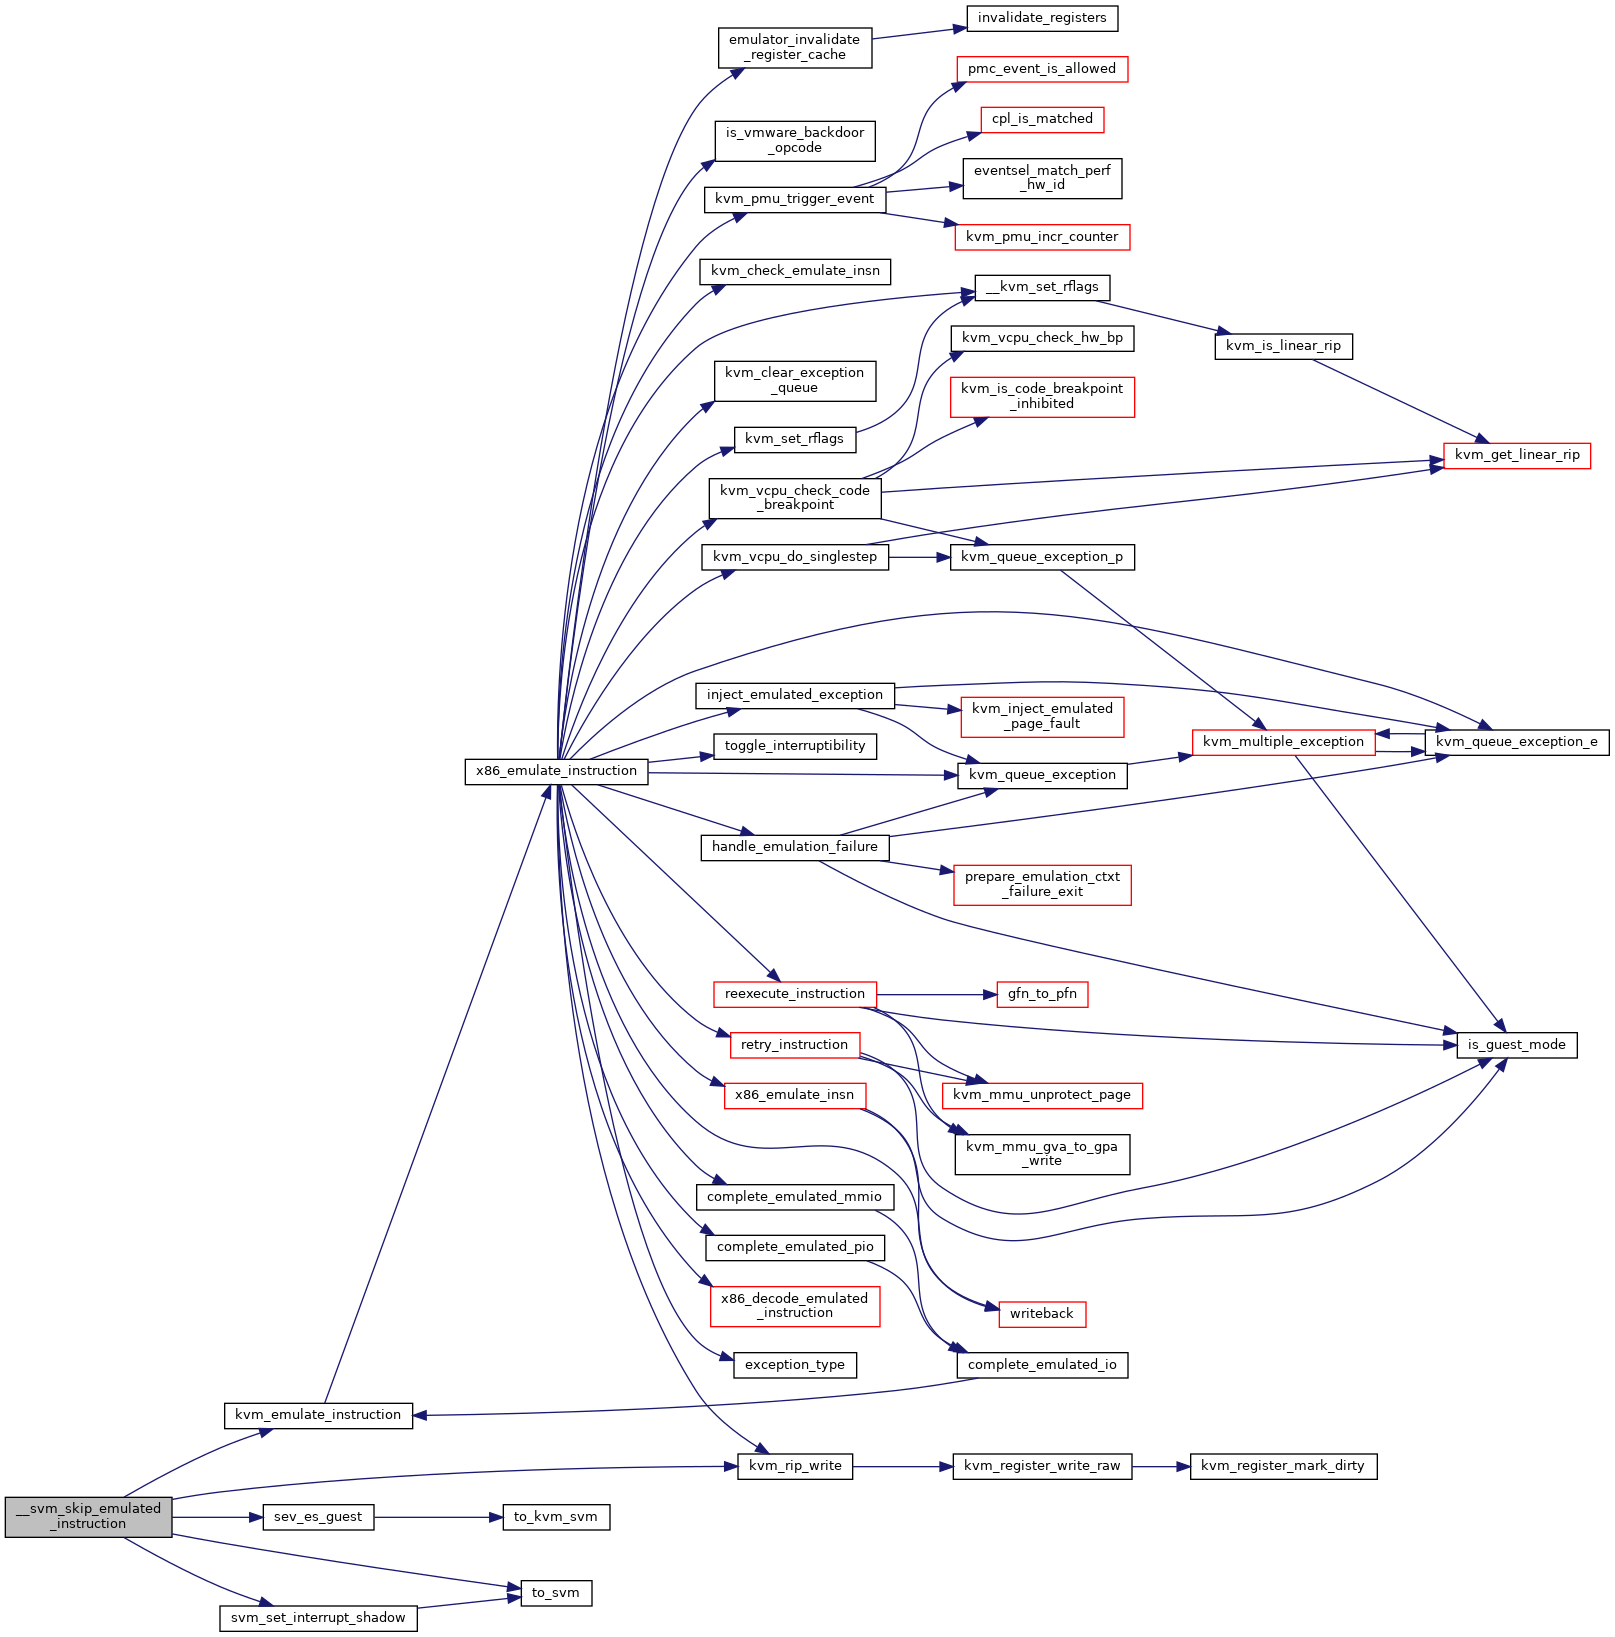 invalidate_registers
emulator_invalidate
_register_cache
pmc_event_is_allowed
cpl_is_matched
is_vmware_backdoor
_opcode
eventsel_match_perf
_hw_id
kvm_pmu_trigger_event
kvm_pmu_incr_counter
kvm_check_emulate_insn
__kvm_set_rflags
kvm_vcpu_check_hw_bp
kvm_is_linear_rip
kvm_clear_exception
_queue
kvm_is_code_breakpoint
_inhibited
kvm_set_rflags
kvm_get_linear_rip
kvm_vcpu_check_code
_breakpoint
kvm_vcpu_do_singlestep
kvm_queue_exception_p
inject_emulated_exception
kvm_inject_emulated
_page_fault
toggle_interruptibility
kvm_multiple_exception
kvm_queue_exception_e
x86_emulate_instruction
kvm_queue_exception
handle_emulation_failure
prepare_emulation_ctxt
_failure_exit
reexecute_instruction
gfn_to_pfn
retry_instruction
is_guest_mode
x86_emulate_insn
kvm_mmu_unprotect_page
kvm_mmu_gva_to_gpa
_write
complete_emulated_mmio
complete_emulated_pio
x86_decode_emulated
_instruction
writeback
exception_type
complete_emulated_io
kvm_emulate_instruction
kvm_rip_write
kvm_register_write_raw
kvm_register_mark_dirty
__svm_skip_emulated
_instruction
sev_es_guest
to_kvm_svm
to_svm
svm_set_interrupt_shadow